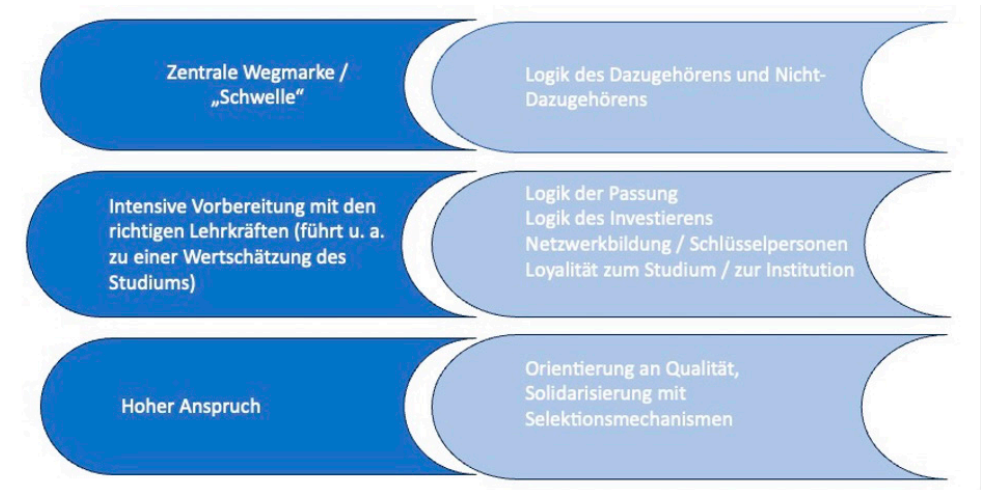 Zentrale Wegmarke /
„Schwelle“
Logik des Dazugehörens und Nicht-
Dazugehörens
Intensive Vorbereitung mit den
richtigen Lehrkräften (führt u. a.
zu einer Wertschätzung des
Studiums)
Logik der Passung
Logik des Investierens
Netzwerkbildung / Schlüsselpersonen
Loyalität zum Studium / zur Institution
Hoher Anspruch
Orientierung an Qualität,
Solidarisierung mit
Selektionsmechanismen